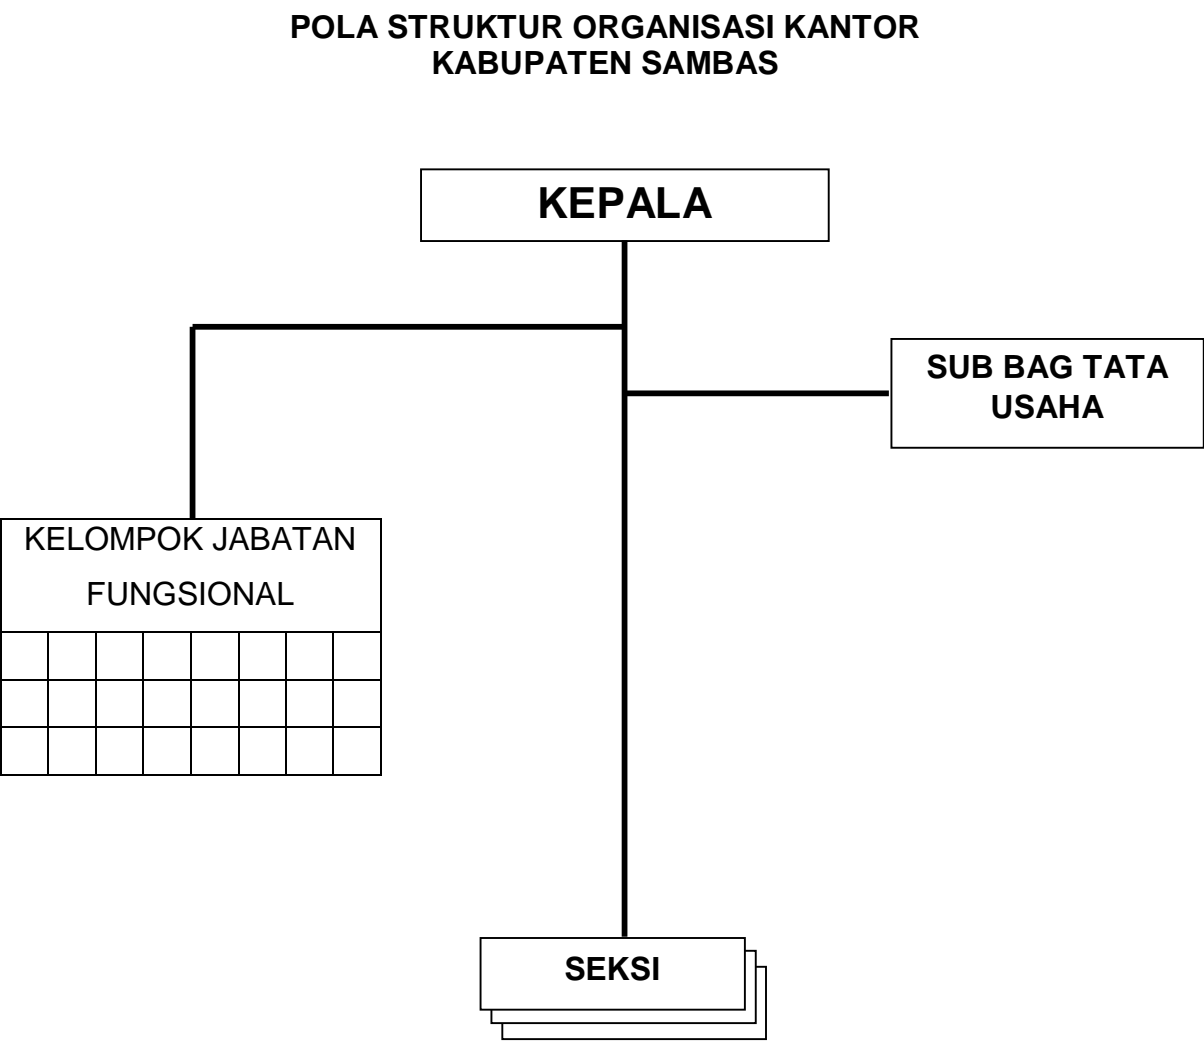 POLA STRUKTUR ORGANISASI KANTOR
KABUPATEN SAMBAS
KEPALA
SUB BAG TATA
USAHA
KELOMPOK JABATAN
FUNGSIONAL
SEKSI